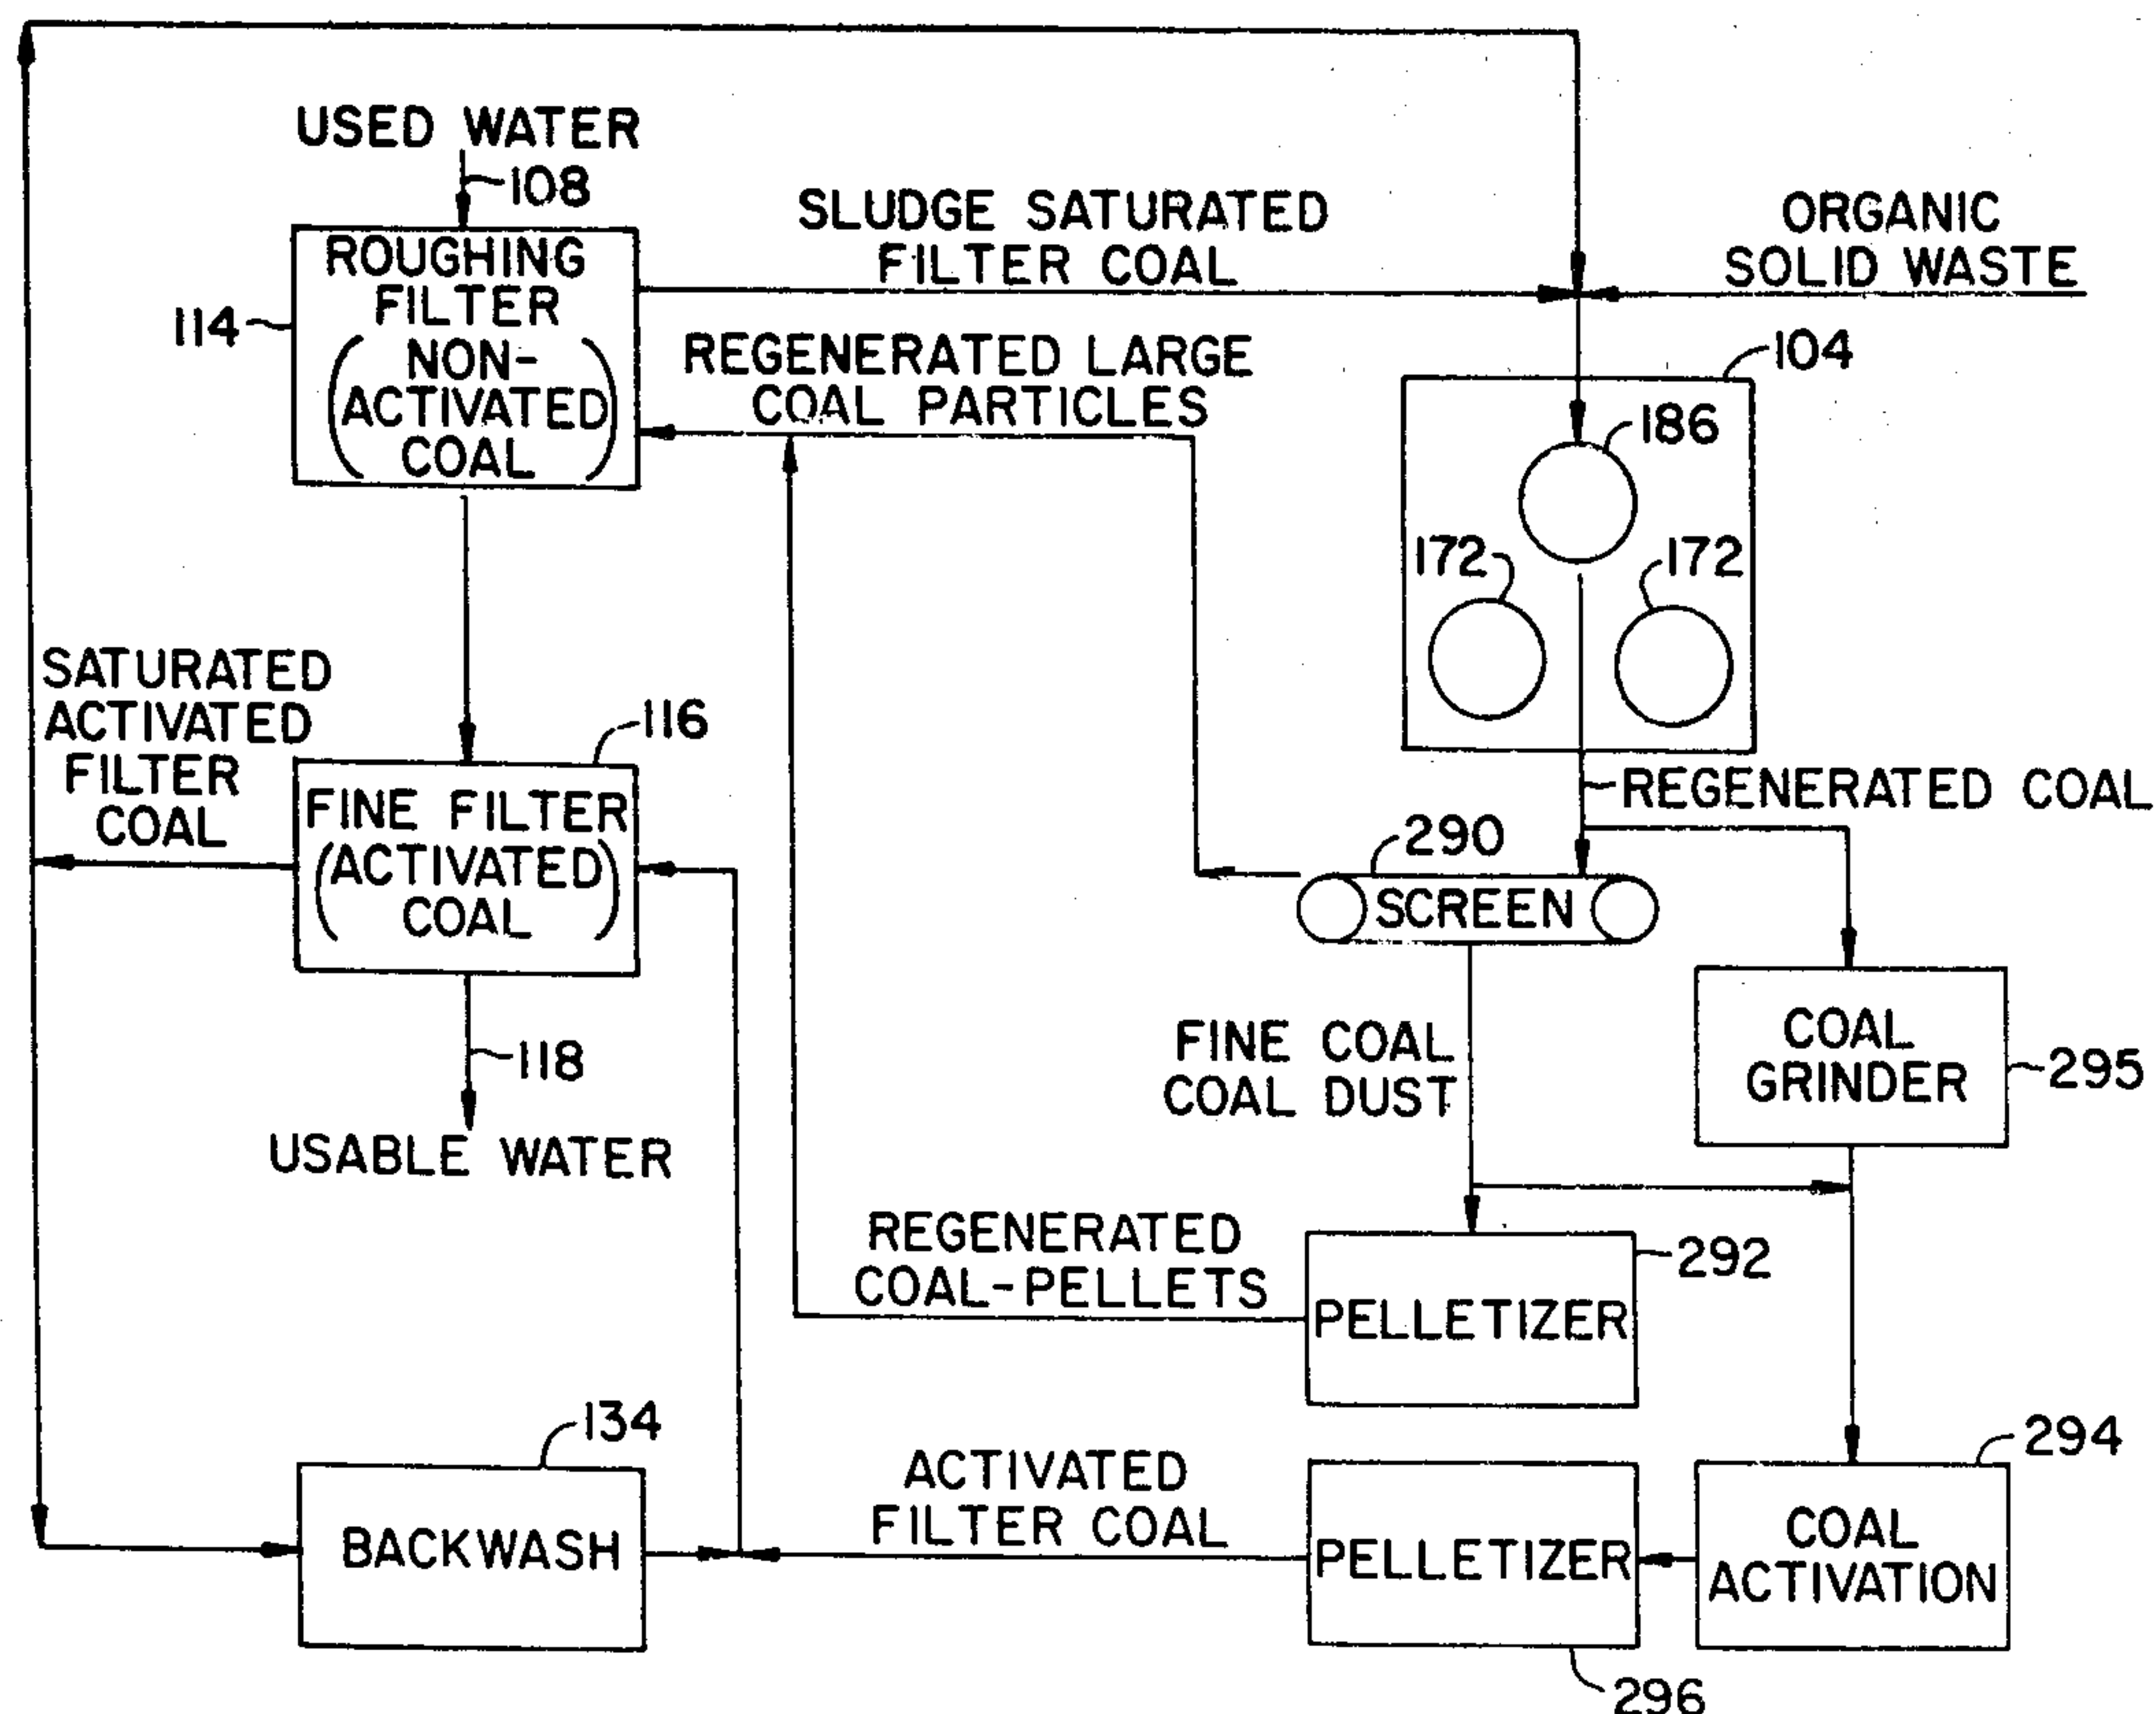 USED WATER
108
ROUGHING
FILTER
(NON-
ACTIVATED
COAL)
114
SLUDGE SATURATED
FILTER COAL
ORGANIC
SOLID WASTE
REGENERATED LARGE
COAL PARTICLES
104
186
172
172
SATURATED
ACTIVATED
FILTER
COAL
116
FINE FILTER
(ACTIVATED
COAL)
REGENERATED COAL
290
SCREEN
118
USABLE WATER
FINE COAL
COAL DUST
COAL
GRINDER
295
REGENERATED
COAL-PELLETS
292
PELLETIZER
134
BACKWASH
ACTIVATED
FILTER COAL
PELLETIZER
296
294
COAL
ACTIVATION